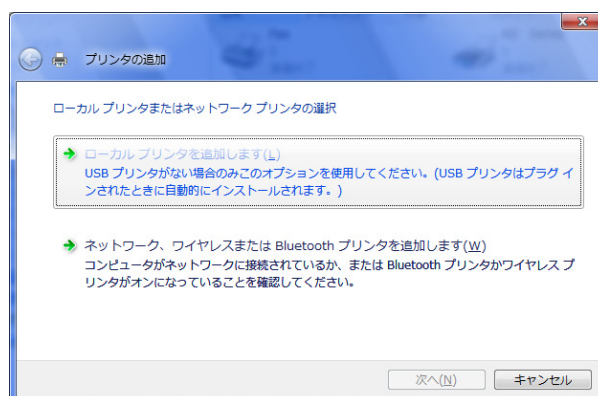 プリンタの追加
ローカル プリンタまたはネットワーク プリンタの選択
ローカル プリンタを追加します(L)
USB プリンタがない場合のみこのオプションを使用してください。(USB プリンタはプラグ イ
ンされたときに自動的にインストールされます。)
ネットワーク、ワイヤレスまたは Bluetooth プリンタを追加します(W)
コンピュータがネットワークに接続されているか、または Bluetooth プリンタかワイヤレス プ
リンタがオンになっていることを確認してください。
次へ(N)
キャンセル